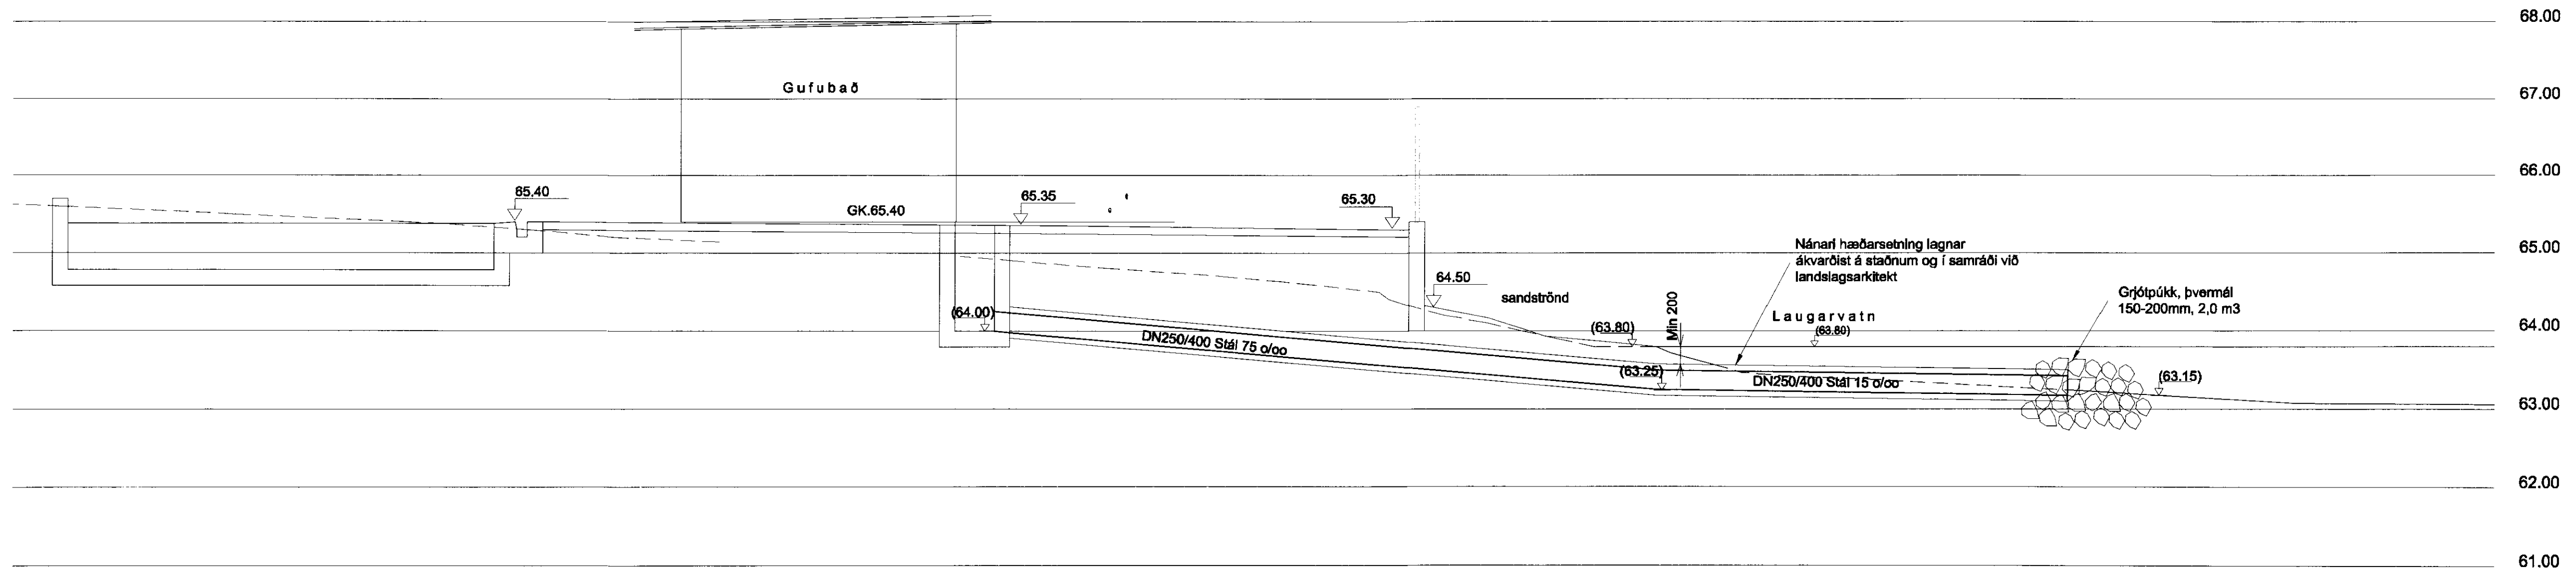 68.00
Gufubað
67.00
66.00
65.40
GK.65.40
65.35
65.30
65.00
Nánari hæðarsetning lagnar
ákvarðist á staðnum og í samráði við
landslagsarkitekt
64.50
sandströnd
Min 200
Grjótpúkk, þvermál
150-200mm, 2,0 m3
Laugarvatn
(63.80)
(63.80)
(64.00)
64.00
DN250/400 Stál 75 o/oo
(63.25)
DN250/400 Stál 15 o/oo
(63.15)
63.00
62.00
61.00